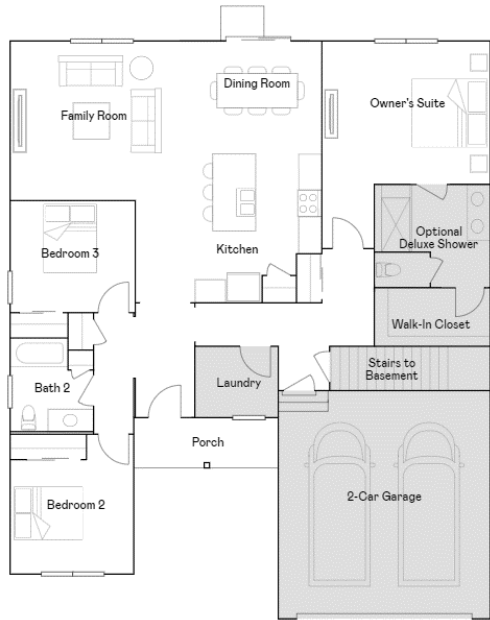 Dining Room
Owner's Suite
Family Room
Optional
Deluxe Shower
Bedroom 3
Kitchen
Walk-In Closet
Stairs to
Basement
Laundry
Bath 2
Porch
2-Car Garage
Bedroom 2